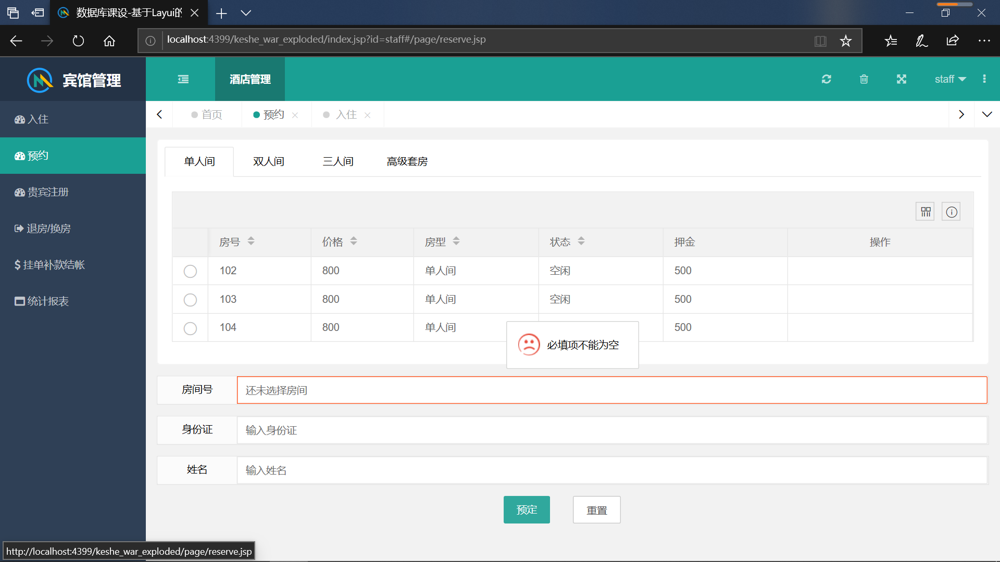 数据库课设-基于Layui的
localhost:4399/keshe_war_exploded/index.jsp?id=staff#/page/reserve.jsp
宾馆管理
酒店管理
staff
首页
预约
入住
入住
预约
贵宾注册
退房/换房
挂单补款结帐
统计报表
单人间
双人间
三人间
高级套房
房号
价格
房型
状态
押金
操作
102
800
单人间
空闲
500
103
800
单人间
空闲
500
104
800
单人间
500
必填项不能为空
房间号
还未选择房间
身份证
输入身份证
姓名
输入姓名
预定
重置
http://localhost:4399/keshe_war_exploded/page/reserve.jsp